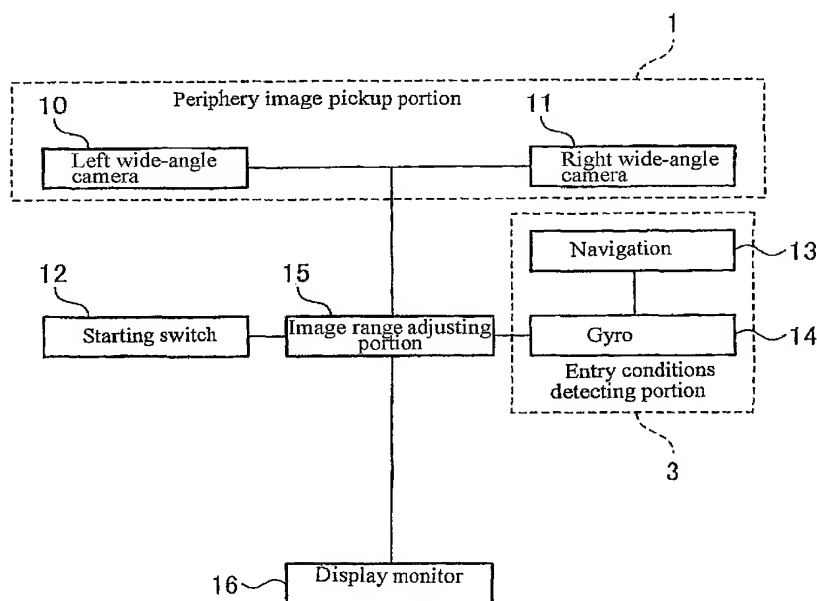 1
Periphery image pickup portion
10
11
Left wide-angle
camera
Right wide-angle
camera
Navigation
13
12
15
Starting switch
Image range adjusting
portion
Gyro
14
Entry conditions
detecting portion
3
16
Display monitor